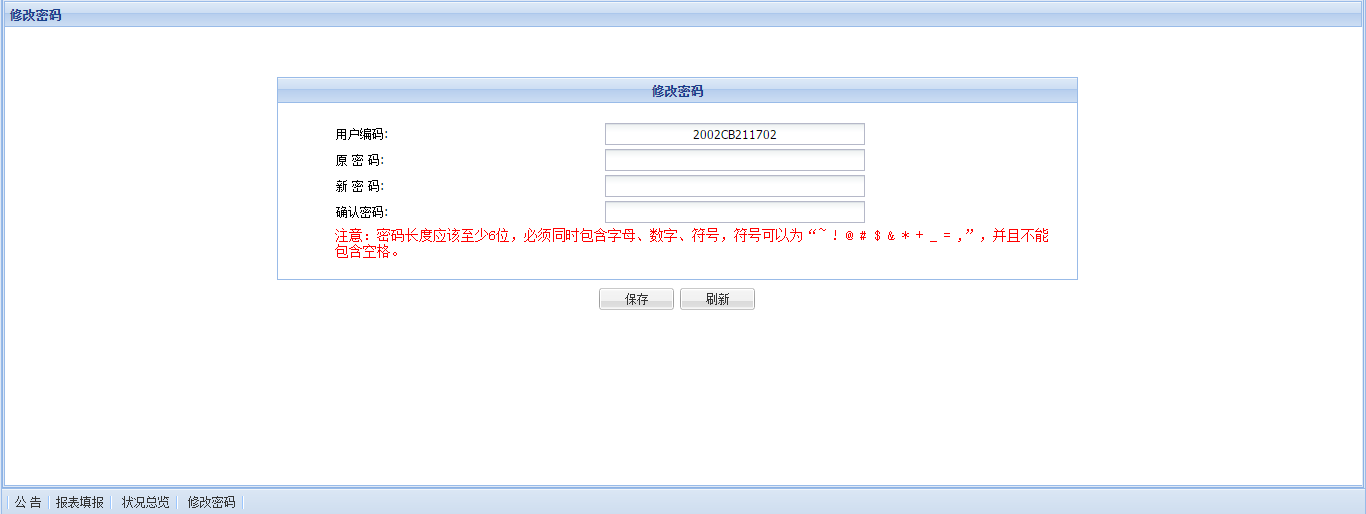 修改密码
修改密码
用户编码: 2002CB211702
原 密 码:
新 密 码:
确认密码:
注意：密码长度应该至少6位，必须同时包含字母、数字、符号，符号可以为“~ ! @ # $ & * + _ = ,”，并且不能
包含空格。
保存 刷新
公 告 报表填报 状况总览 修改密码